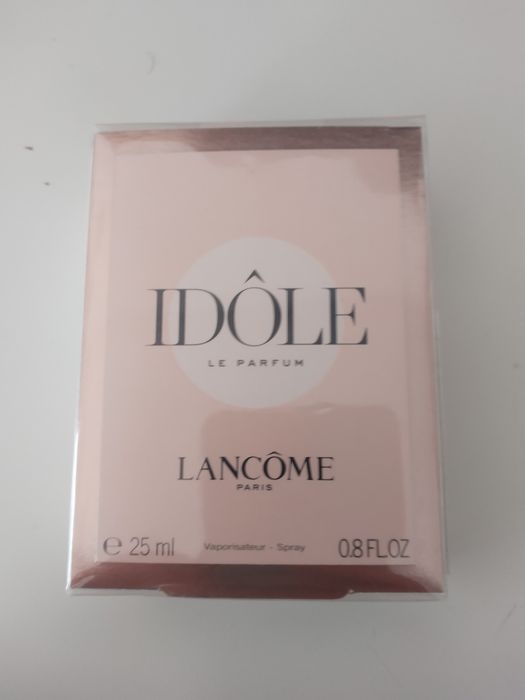 IDÔLE
LE PARFUM
LANCÔME
PARIS
℮ 25 ml Vaporisateur - Spray 0.8 FL.OZ